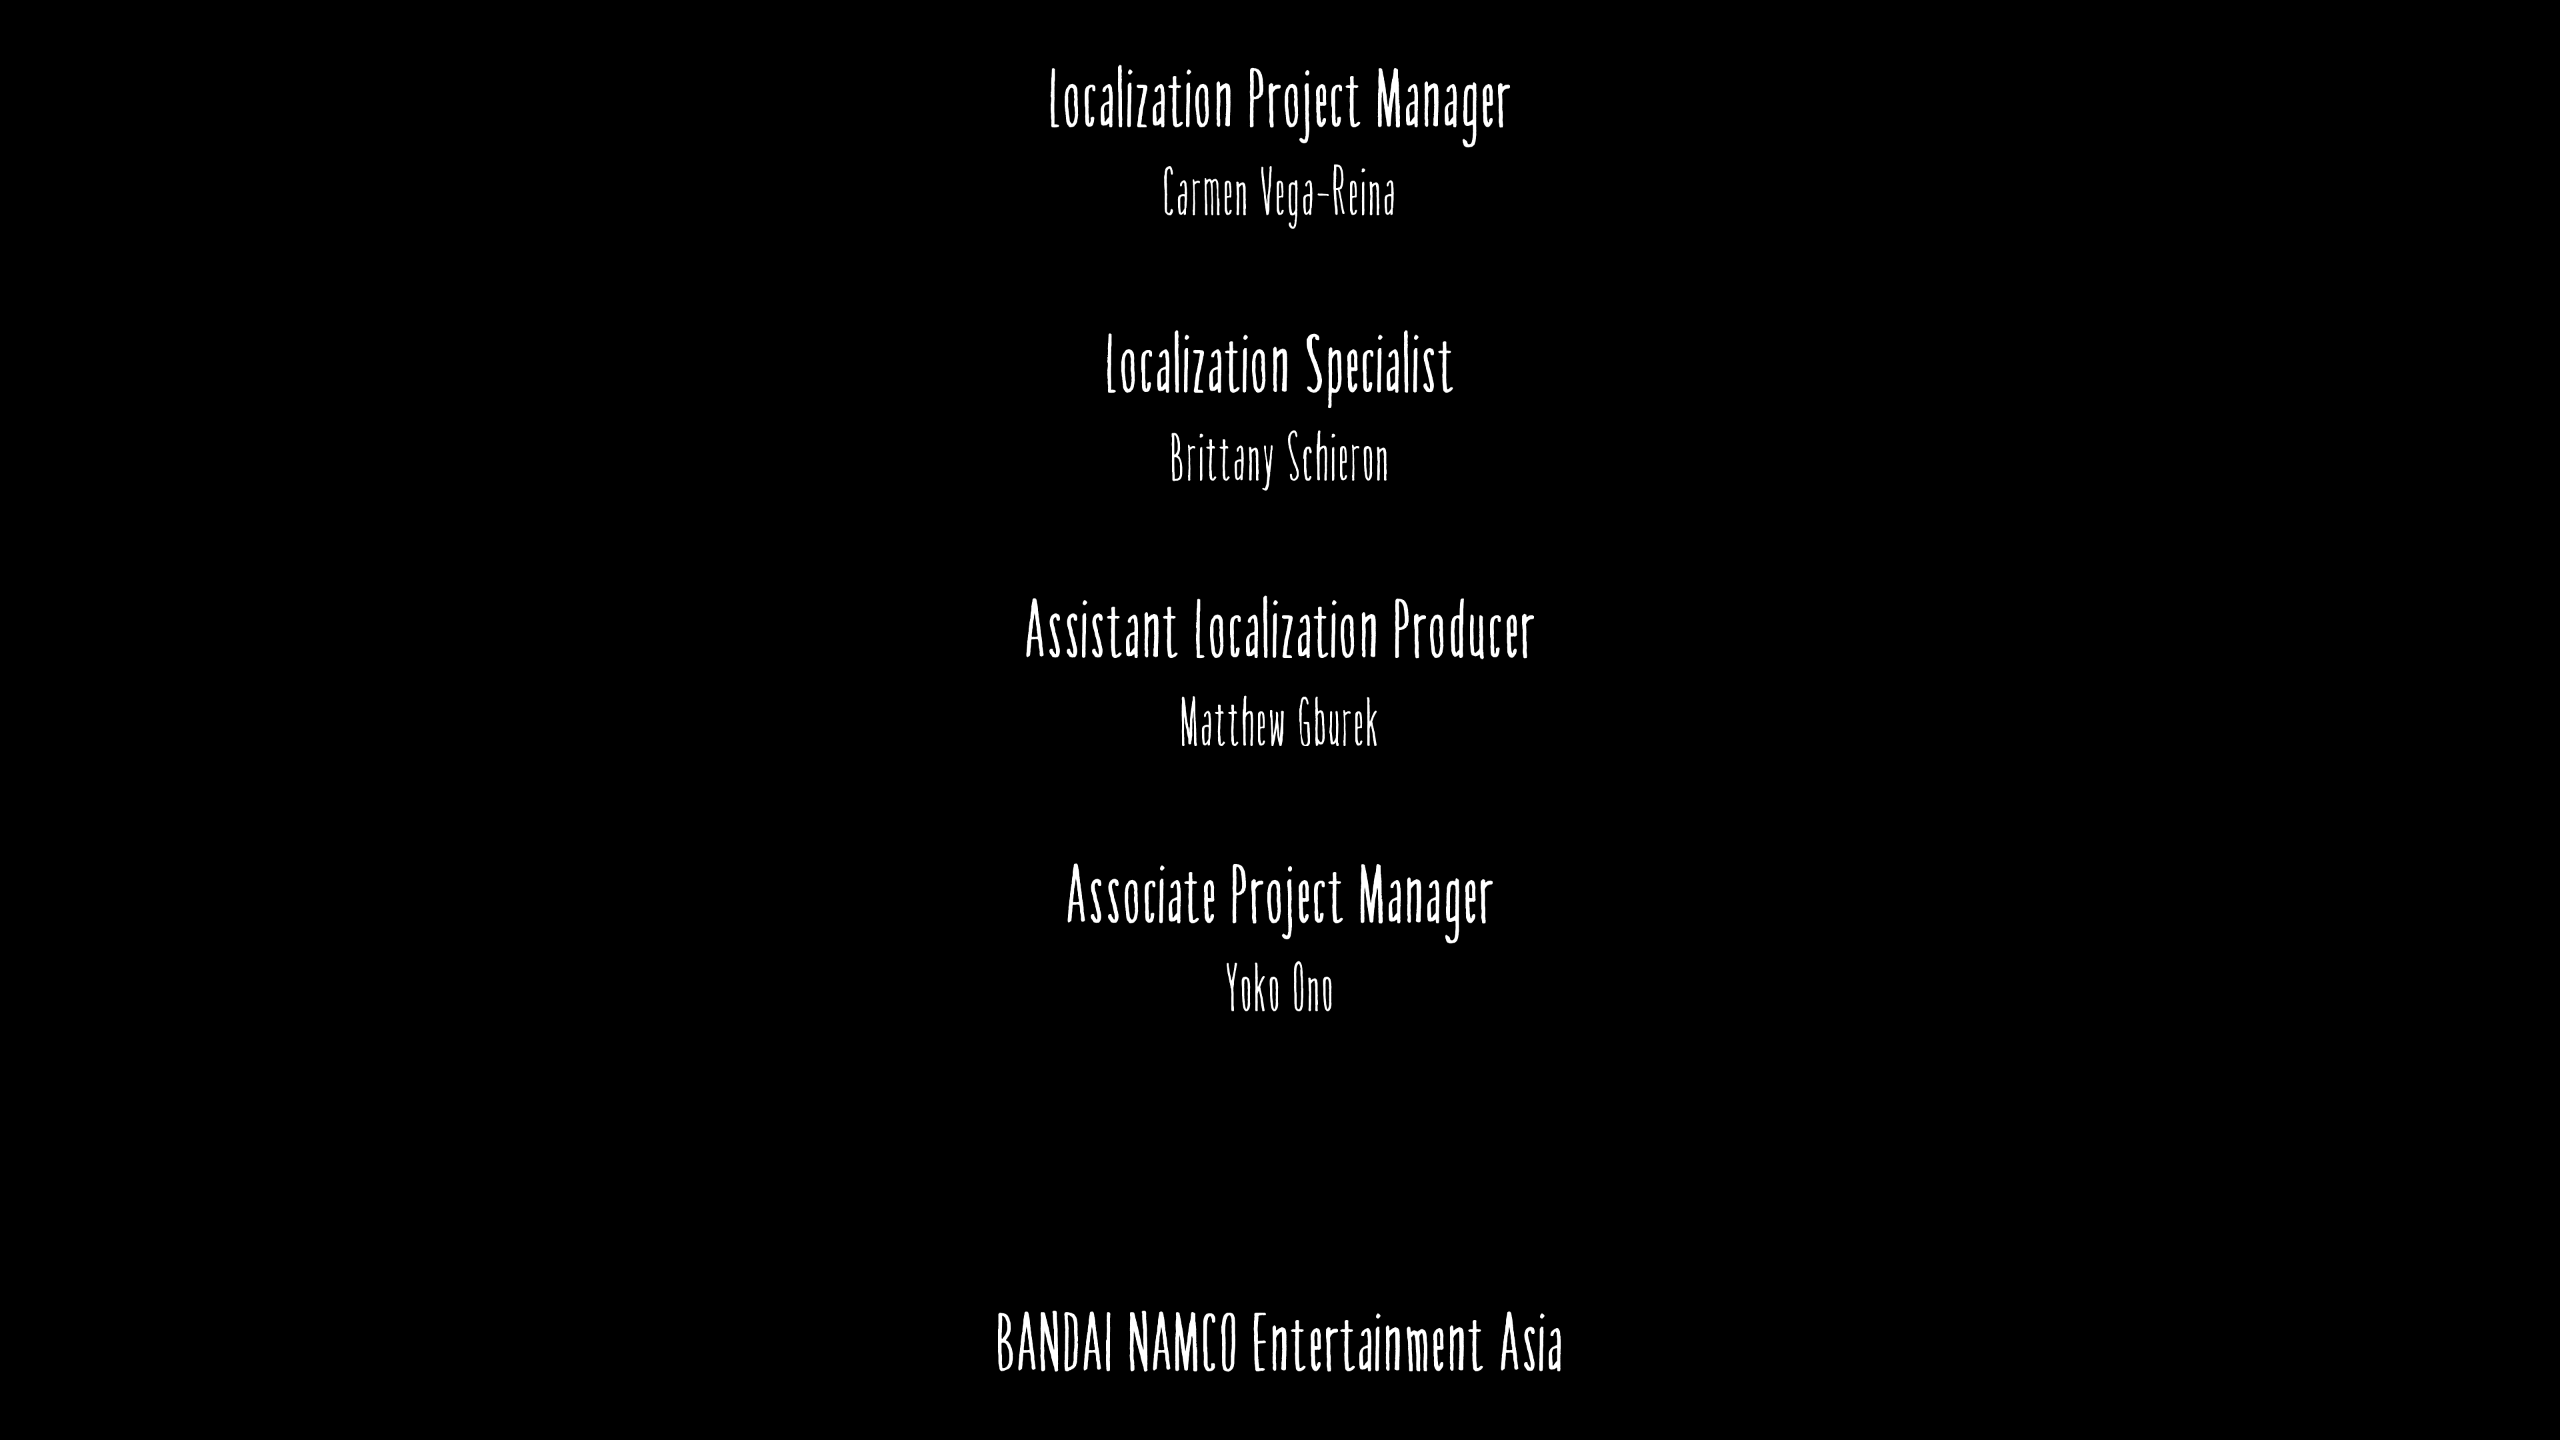 Localization Project Manager
Carmen Vega-Reina
Localization Specialist
Brittany Schieron
Assistant Localization Producer
Matthew Gburek
Associate Project Manager
Yoko Ono
BANDAI NAMCO Entertainment Asia